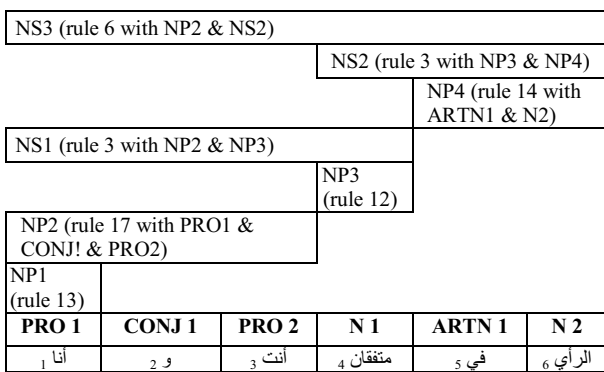 NS3 (rule 6 with NP2 & NS2)
NS2 (rule 3 with NP3 & NP4)
NP4 (rule 14 with
ARTN1 & N2)
NS1 (rule 3 with NP2 & NP3)
NP3
(rule 12)
NP2 (rule 17 with PRO1 &
CONJ! & PRO2)
NP1
(rule 13)
PRO 1 CONJ 1 PRO 2 N 1 ARTN 1 N 2
أنا 1 و 2 أنت 3 متفقان 4 في 5 الرأي 6